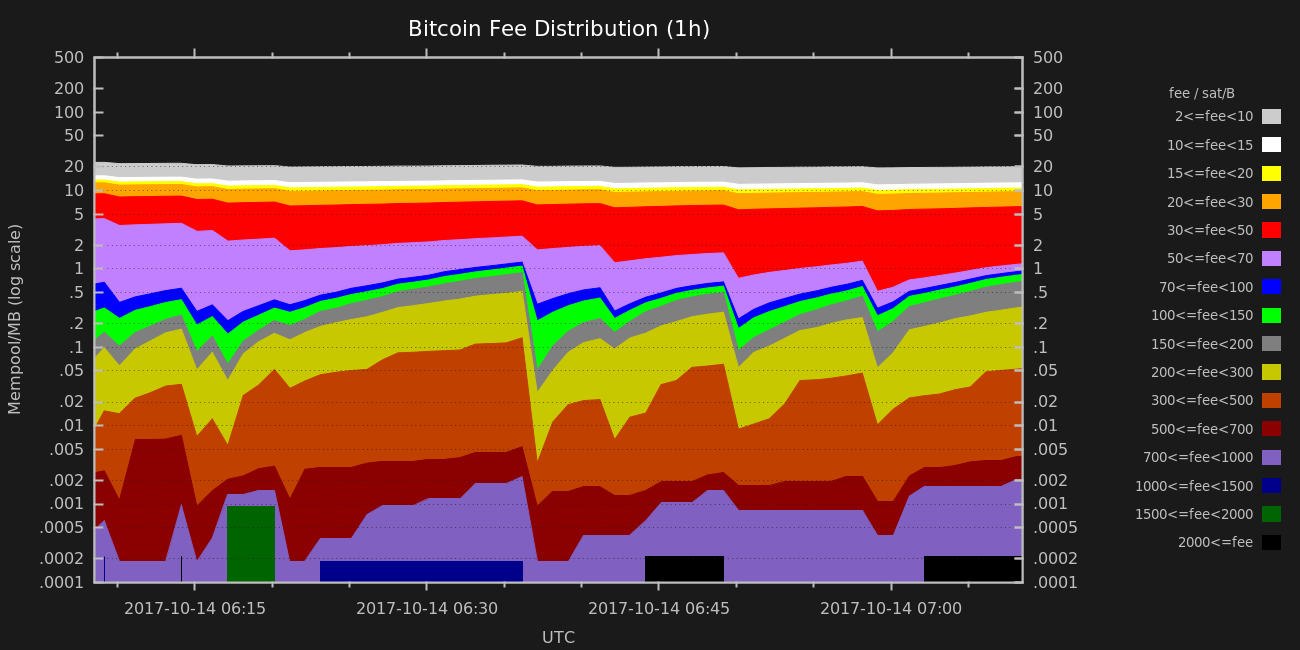 Bitcoin Fee Distribution (1h)
Mempool/MB (log scale)
500
200
100
50
20
10
5
2
1
.5
.2
.1
.05
.02
.01
.005
.002
.001
.0005
.0002
.0001
500
200
100
50
20
10
5
2
1
.5
.2
.1
.05
.02
.01
.005
.002
.001
.0005
.0002
.0001
2017-10-14 06:15
2017-10-14 06:30
2017-10-14 06:45
2017-10-14 07:00
UTC
fee / sat/B
2<=fee<10
10<=fee<15
15<=fee<20
20<=fee<30
30<=fee<50
50<=fee<70
70<=fee<100
100<=fee<150
150<=fee<200
200<=fee<300
300<=fee<500
500<=fee<700
700<=fee<1000
1000<=fee<1500
1500<=fee<2000
2000<=fee